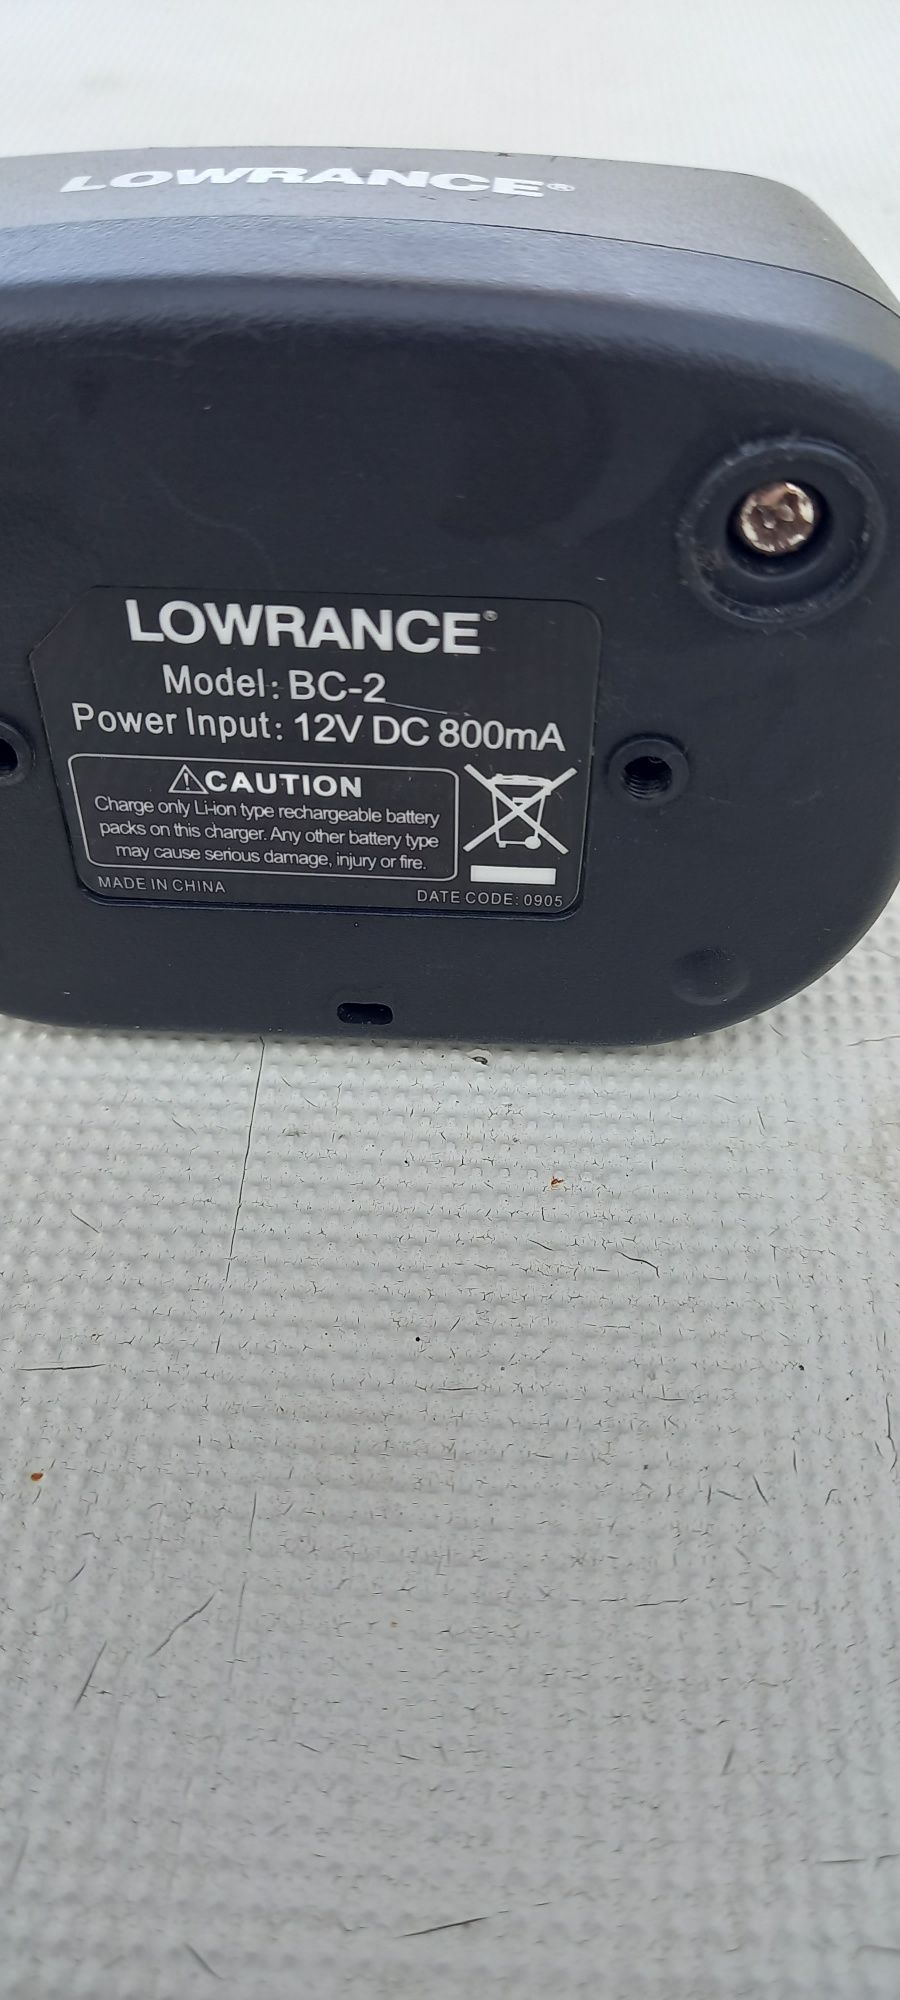 LOWRANCE®
LOWRANCE®
Model: BC-2
Power Input: 12V DC 800mA
CAUTION
Charge only Li-ion type rechargeable battery
packs on this charger. Any other battery type
may cause serious damage, injury or fire.
MADE IN CHINA
DATE CODE: 0905